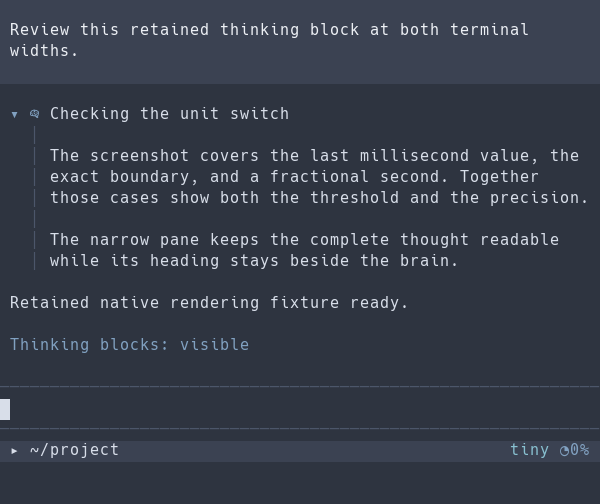 Review this retained thinking block at both terminal
widths.
▾ 🧠 Checking the unit switch
The screenshot covers the last millisecond value, the
exact boundary, and a fractional second. Together
those cases show both the threshold and the precision.
The narrow pane keeps the complete thought readable
while its heading stays beside the brain.
Retained native rendering fixture ready.
Thinking blocks: visible
▸ ~/project tiny ◔0%